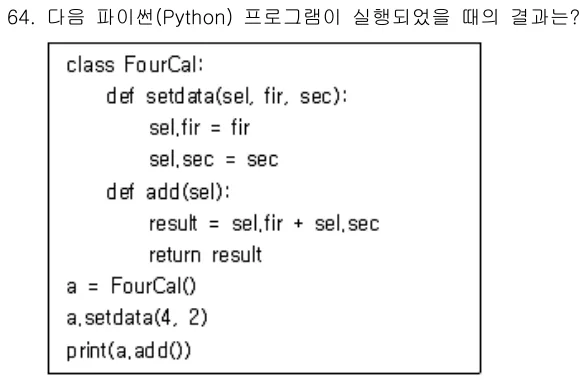 64. 다음 파이썬(Python) 프로그램이 실행되었을 때의 결과는?
class FourCal:
    def setdata(sel, fir, sec):
        sel.fir = fir
        sel.sec = sec
    def add(sel):
        result = sel.fir + sel.sec
        return result
a = FourCal()
a.setdata(4, 2)
print(a.add())